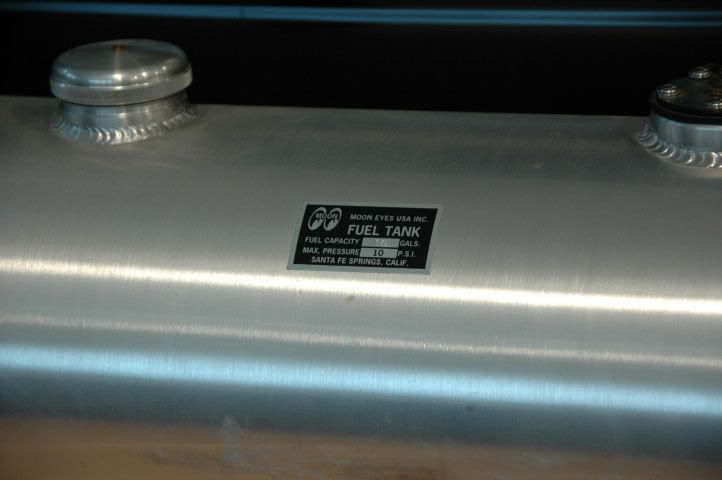 MOON
MOON EYES USA INC.
FUEL TANK
FUEL CAPACITY GALS.
MAX. PRESSURE 10 P.S.I.
SANTA FE SPRINGS, CALIF.